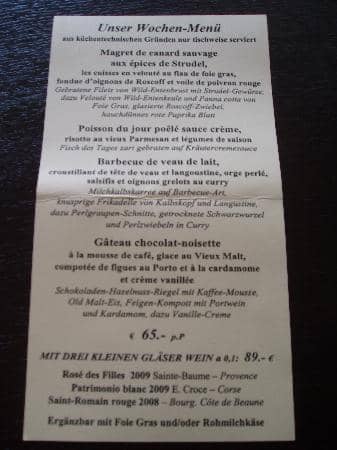 Unser Wochen-Menü
aus küchentechnischen Gründen nur tischweise serviert
Magret de canard sauvage
aux épices de Strudel,
les cuisses en velouté au flan de foie gras,
fondue d'oignons de Roscoff et voile de poivron rouge
Gebratene Filets von Wild-Entenbrust mit Strudel-Gewürze,
dazu Velouté von Wild-Entenkeule und Panna cotta von
Foie Gras, glasierte Roscoff-Zwiebel,
hauchdünnes rote Paprika Blatt
Poisson du jour poêlé sauce crème,
risotto au vieux Parmesan et légumes de saison
Fisch des Tages zart gebraten auf Kräutercremesauce
Barbecue de veau de lait,
croustillant de tête de veau et langoustine, orge perlé,
salsifis et oignons grelots au curry
Milchkalbskarree auf Barbecue-Art,
knusprige Frikadelle von Kalbskopf und Langustine,
dazu Perlgraupen-Schnitte, getrocknete Schwarzwurzel
und Perlzwiebeln in Curry
Gâteau chocolat-noisette
à la mousse de café, glace au Vieux Malt,
compotée de figues au Porto et à la cardamome
et crème vanillée
Schokoladen-Haselnuss-Riegel mit Kaffee-Mousse,
Old Malt-Eis, Feigen-Kompott mit Portwein
und Kardamom, dazu Vanille-Creme
€ 65.- p.P
MIT DREI KLEINEN GLÄSER WEIN a 0,1: 89.- €
Rosé des Filles 2009 Sainte-Baume – Provence
Patrimonio blanc 2009 E. Croce – Corse
Saint-Romain rouge 2008 – Bourg. Côte de Beaune
Ergänzbar mit Foie Gras und/oder Rohmilchkäse